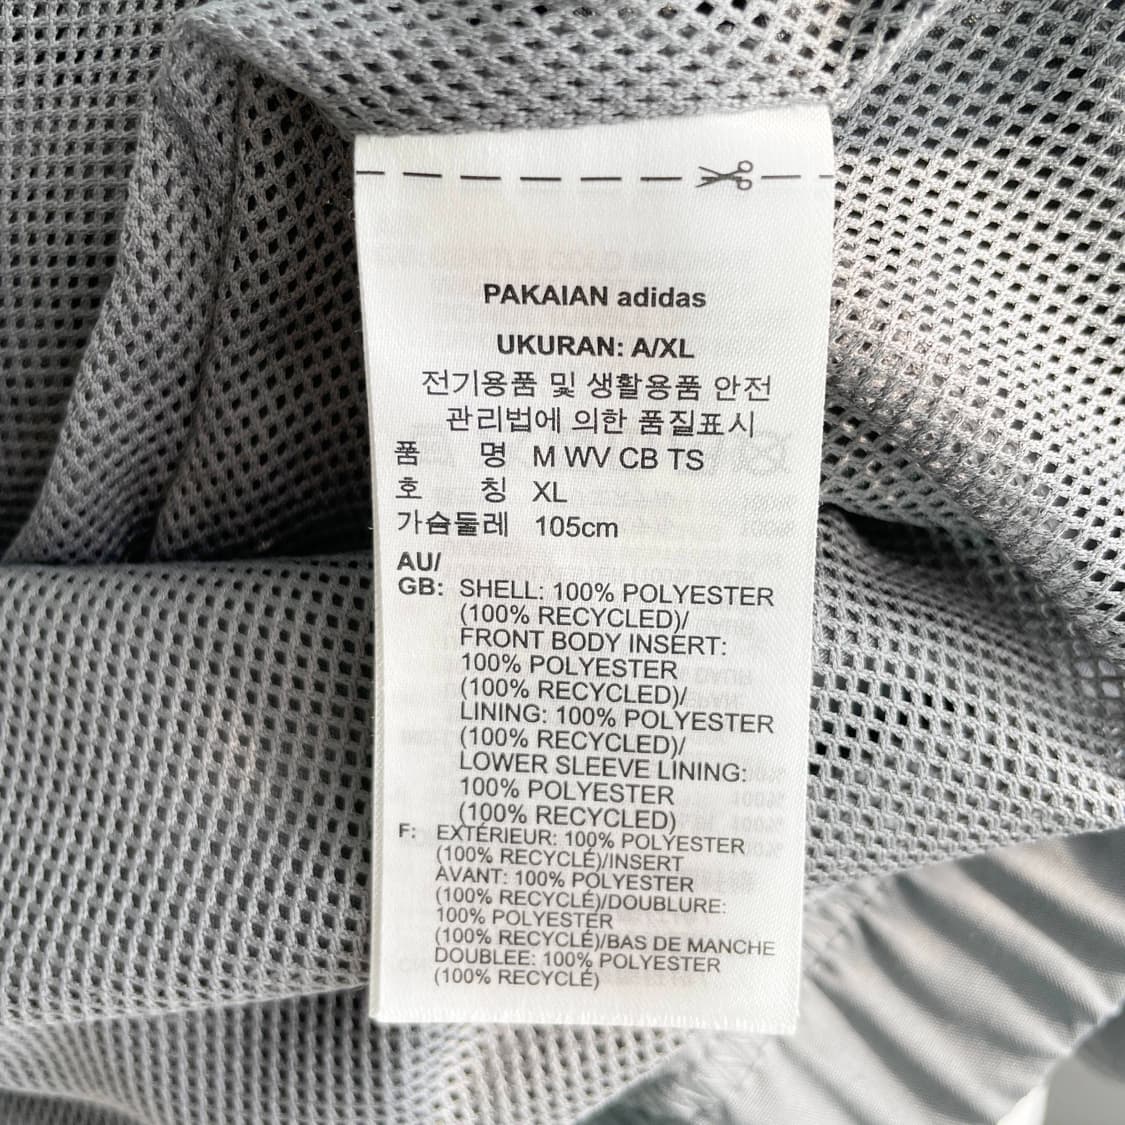 PAKAIAN adidas
UKURAN: A/XL
전기용품 및 생활용품 안전
관리법에 의한 품질표시
품 명 M WV CB TS
호 칭 XL
가슴둘레 105cm
AU/
GB: SHELL: 100% POLYESTER
(100% RECYCLED)/
FRONT BODY INSERT:
100% POLYESTER
(100% RECYCLED)/
LINING: 100% POLYESTER
(100% RECYCLED)/
LOWER SLEEVE LINING:
100% POLYESTER
(100% RECYCLED)
F: EXTÉRIEUR: 100% POLYESTER
(100% RECYCLÉ)/INSERT
AVANT: 100% POLYESTER
(100% RECYCLÉ)/DOUBLURE:
100% POLYESTER
(100% RECYCLÉ)/BAS DE MANCHE
DOUBLEE: 100% POLYESTER
(100% RECYCLÉ)